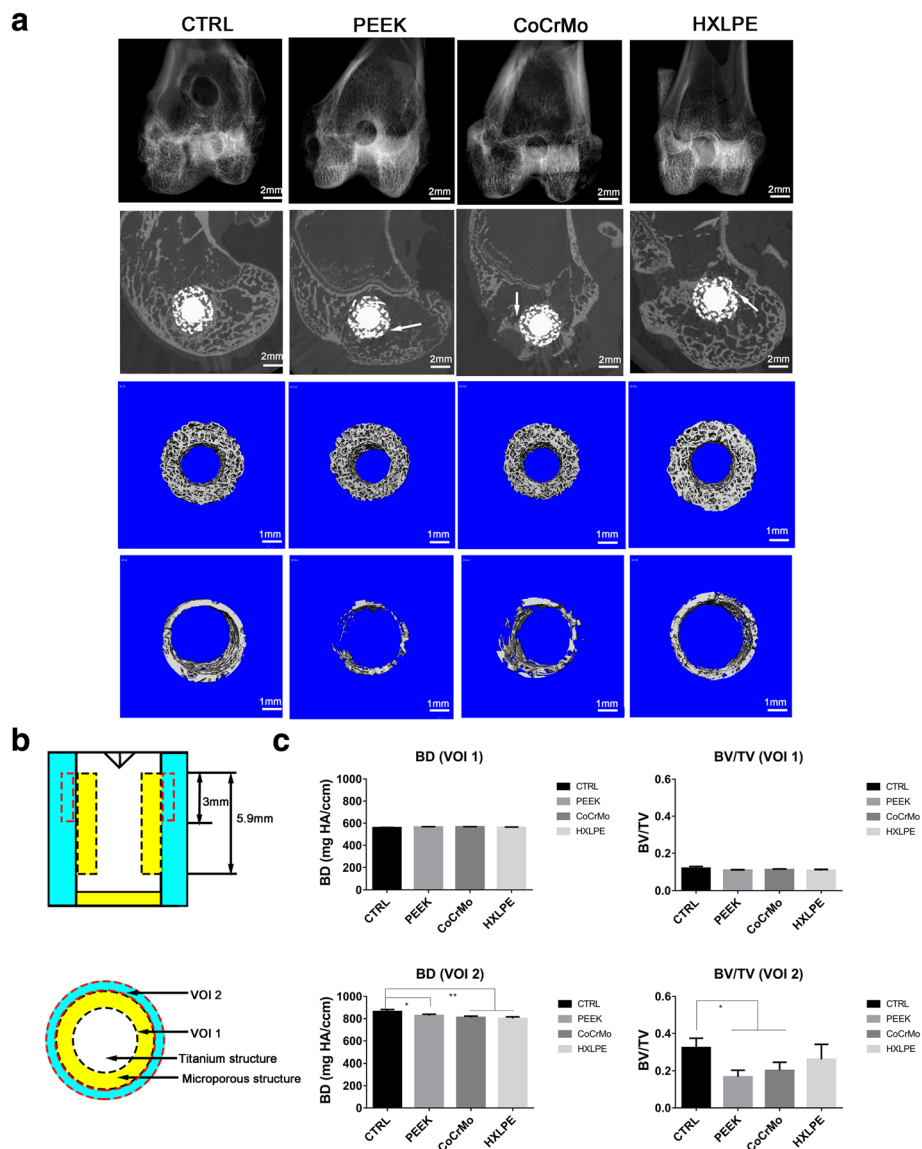 a
CTRL PEEK CoCrMo HXLPE
2mm 2mm 2mm 2mm
2mm 2mm 2mm 2mm
1mm 1mm 1mm 1mm
1mm 1mm 1mm 1mm
b
3mm
5.9mm
VOI 2
VOI 1
Titanium structure
Microporous structure
c
BD (VOI 1)
BD (mg HA/ccm)
1000
800
600
400
200
0
CTRL PEEK CoCrMo HXLPE
CTRL
PEEK
CoCrMo
HXLPE
BV/TV (VOI 1)
BV/TV
0.6
0.4
0.2
0.0
CTRL PEEK CoCrMo HXLPE
CTRL
PEEK
CoCrMo
HXLPE
BD (VOI 2)
BD (mg HA/ccm)
1000
800
600
400
200
0
* **
CTRL PEEK CoCrMo HXLPE
CTRL
PEEK
CoCrMo
HXLPE
BV/TV (VOI 2)
BV/TV
0.6
0.4
0.2
0.0
*
CTRL PEEK CoCrMo HXLPE
CTRL
PEEK
CoCrMo
HXLPE